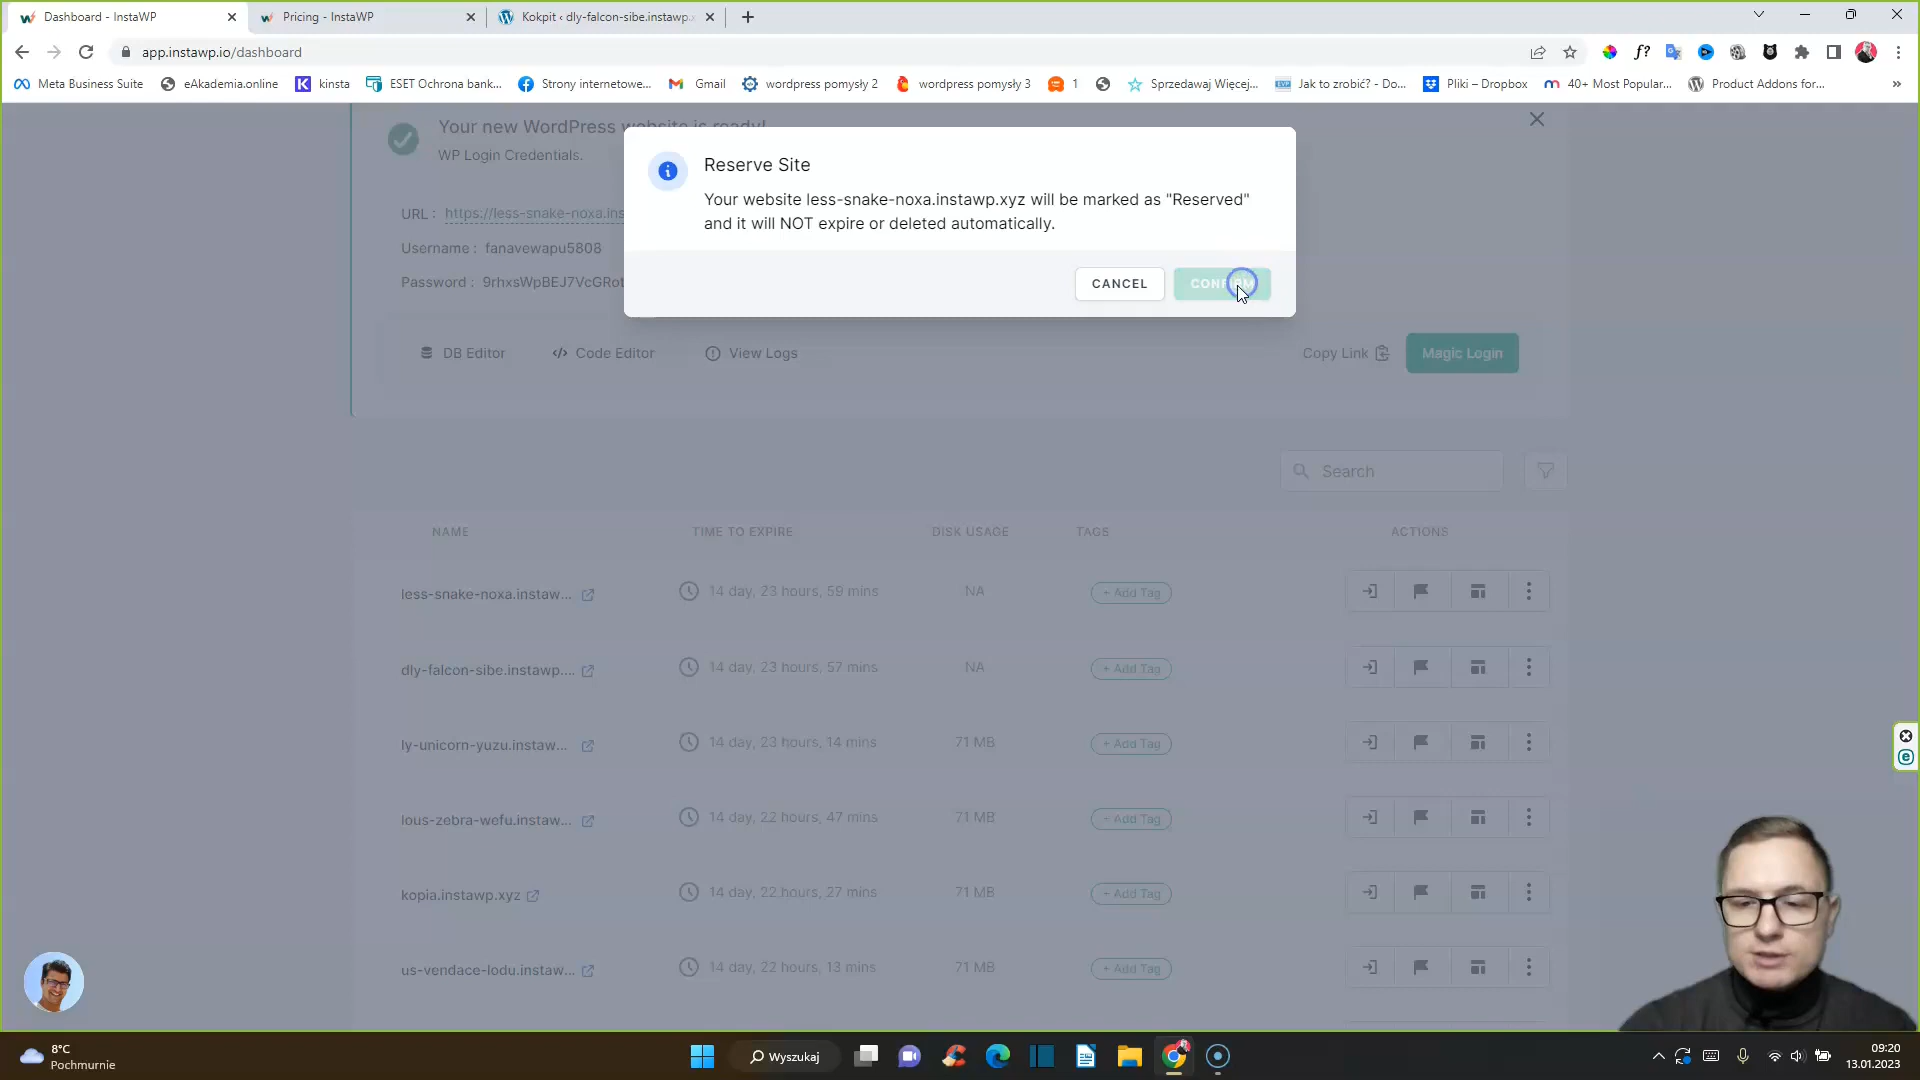 Dashboard - InstaWP
Pricing - InstaWP
Kokpit ‹ dly-falcon-sibe.instawp.x
app.instawp.io/dashboard
f?
Meta Business Suite
eAkademia.online
kinsta
ESET Ochrona bank...
Strony internetowe...
Gmail
wordpress pomysły 2
wordpress pomysły 3
1
Sprzedawaj Więcej,...
Jak to zrobić? - Do...
Pliki – Dropbox
40+ Most Popular...
Product Addons for...
»
Your new WordPress website is ready!
WP Login Credentials.
URL : https://less-snake-noxa.ins
Username : fanavewapu5808
Password : 9rhxsWpBEJ7VcGRot
Reserve Site
Your website less-snake-noxa.instawp.xyz will be marked as "Reserved"
and it will NOT expire or deleted automatically.
CANCEL
CONFIRM
DB Editor
</> Code Editor
View Logs
Copy Link
Magic Login
Search
NAME TIME TO EXPIRE DISK USAGE TAGS ACTIONS
less-snake-noxa.instaw... 14 day, 23 hours, 59 mins NA + Add Tag
dly-falcon-sibe.instawp.... 14 day, 23 hours, 57 mins NA + Add Tag
ly-unicorn-yuzu.instaw... 14 day, 23 hours, 14 mins 71 MB + Add Tag
lous-zebra-wefu.instaw... 14 day, 22 hours, 47 mins 71 MB + Add Tag
kopia.instawp.xyz 14 day, 22 hours, 27 mins 71 MB + Add Tag
us-vendace-lodu.instaw... 14 day, 22 hours, 13 mins 71 MB + Add Tag
8°C
Pochmurnie
Wyszukaj
09:20
13.01.2023